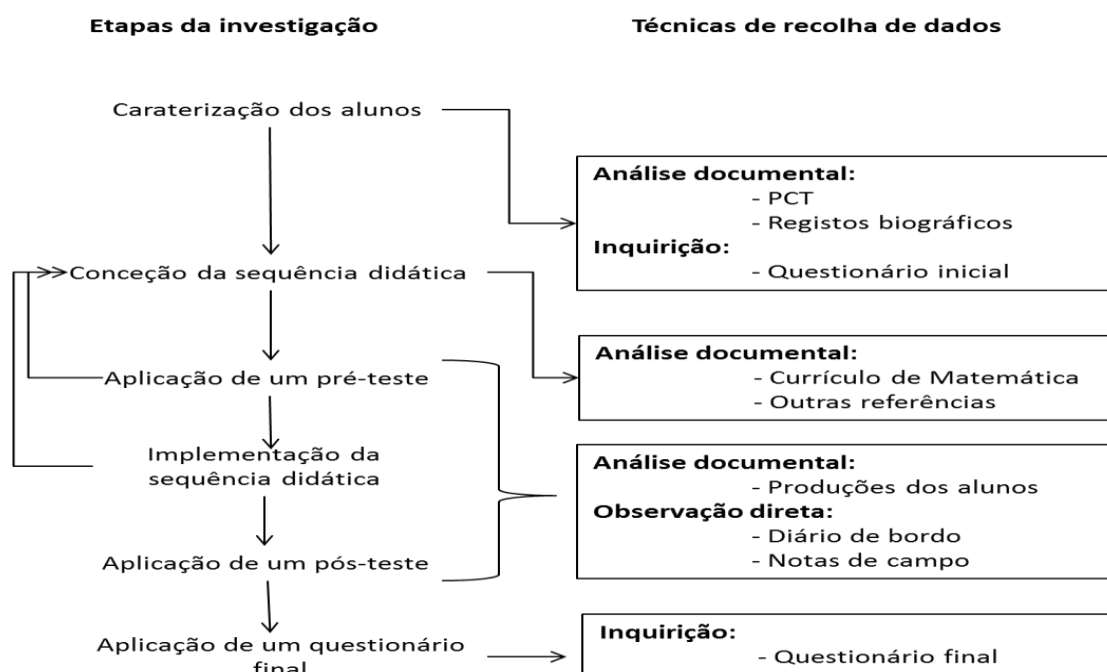 Etapas da investigação
Técnicas de recolha de dados
Caraterização dos alunos
Análise documental:
- PCT
- Registos biográficos
Inquirição:
- Questionário inicial
Conceção da sequência didática
Análise documental:
- Currículo de Matemática
- Outras referências
Aplicação de um pré-teste
Implementação da
sequência didática
Análise documental:
- Produções dos alunos
Observação direta:
- Diário de bordo
- Notas de campo
Aplicação de um pós-teste
Aplicação de um questionário
final
Inquirição:
- Questionário final